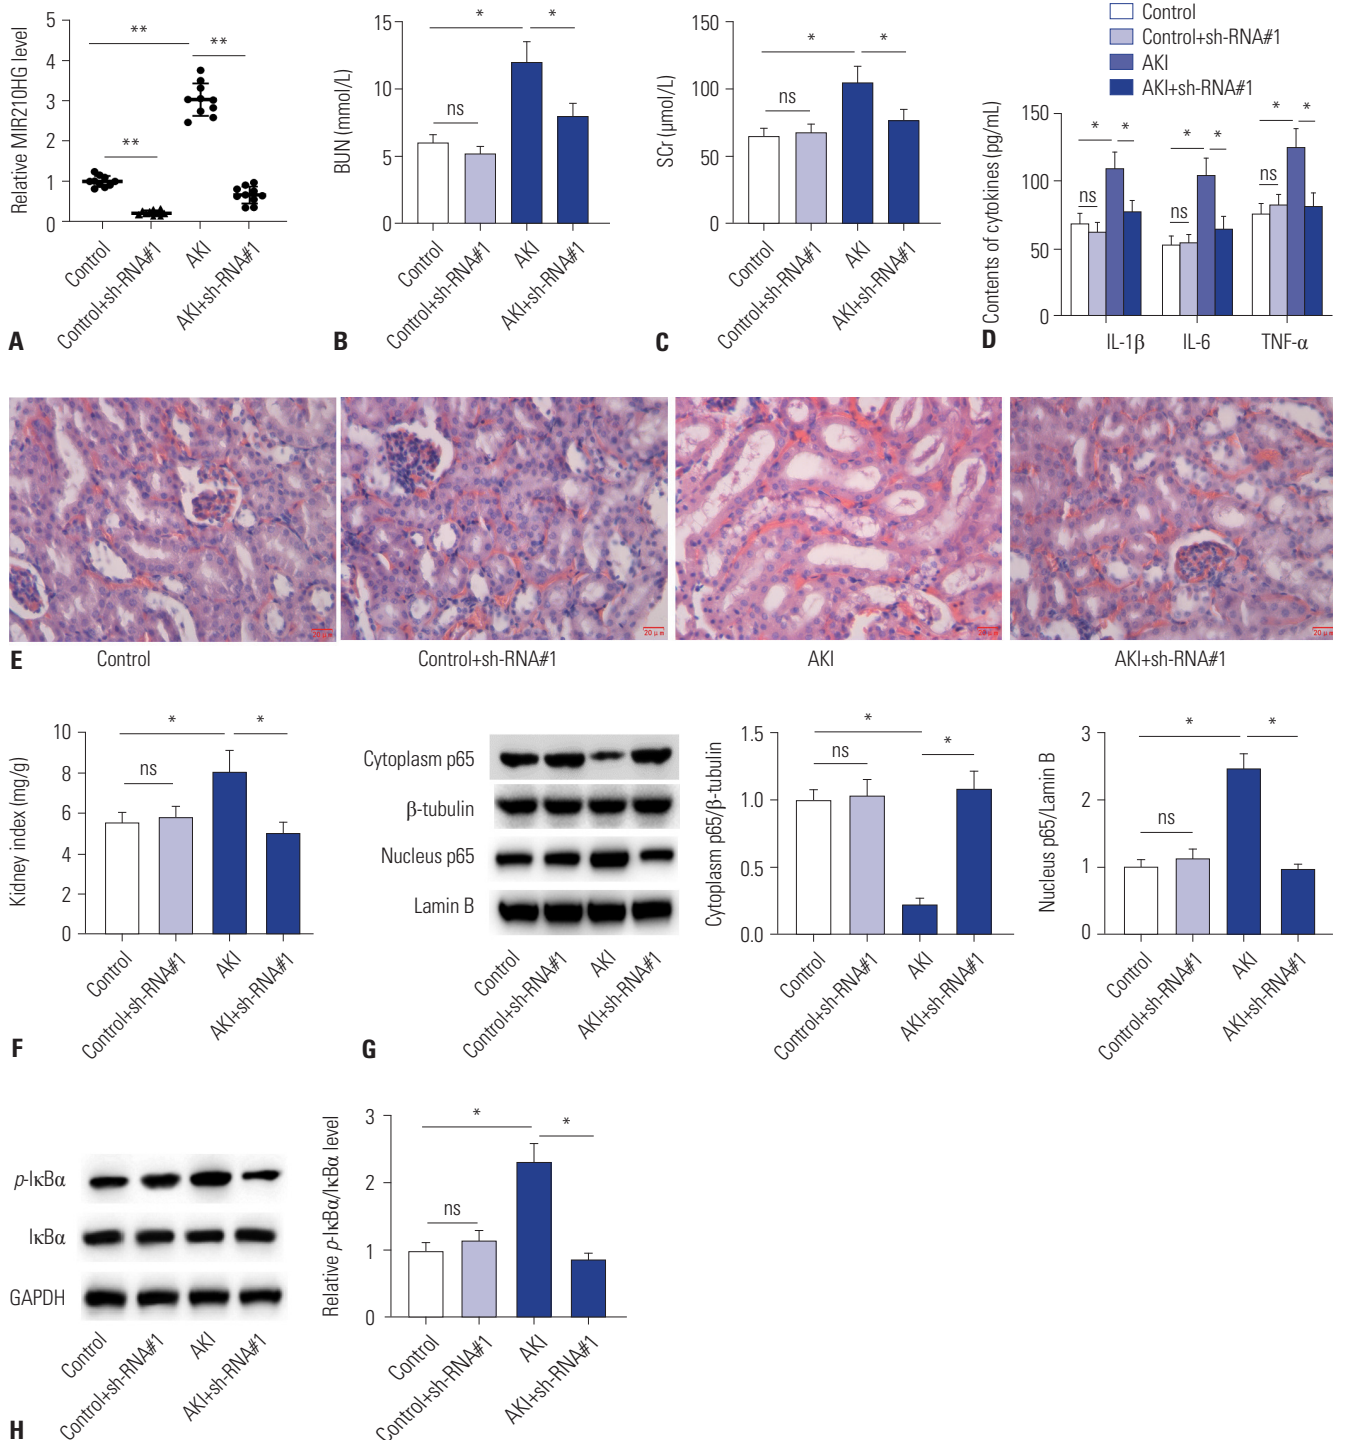 5
4
3
2
1
0
Relative MIR210HG level
**
**
**
Control
Control+sh-RNA#1
AKI
AKI+sh-RNA#1
A
15
10
5
0
BUN (mmol/L)
*
*
ns
Control
Control+sh-RNA#1
AKI
AKI+sh-RNA#1
B
150
100
50
0
SCr (μmol/L)
*
*
ns
Control
Control+sh-RNA#1
AKI
AKI+sh-RNA#1
C
Control
Control+sh-RNA#1
AKI
AKI+sh-RNA#1
150
100
50
0
Contents of cytokines (pg/mL)
*
*
ns
*
*
ns
*
*
ns
IL-1β
IL-6
TNF-α
D
20 μm
20 μm
20 μm
20 μm
Control
Control+sh-RNA#1
AKI
AKI+sh-RNA#1
E
10
8
6
4
2
0
Kidney index (mg/g)
*
*
ns
Control
Control+sh-RNA#1
AKI
AKI+sh-RNA#1
F
Cytoplasm p65
β-tubulin
Nucleus p65
Lamin B
Control
Control+sh-RNA#1
AKI
AKI+sh-RNA#1
G
1.5
1.0
0.5
0.0
Cytoplasm p65/β-tubulin
*
*
ns
Control
Control+sh-RNA#1
AKI
AKI+sh-RNA#1
3
2
1
0
Nucleus p65/Lamin B
*
*
ns
Control
Control+sh-RNA#1
AKI
AKI+sh-RNA#1
p-IκBα
IκBα
GAPDH
Control
Control+sh-RNA#1
AKI
AKI+sh-RNA#1
H
3
2
1
0
Relative p-IκBα/IκBα level
*
*
ns
Control
Control+sh-RNA#1
AKI
AKI+sh-RNA#1